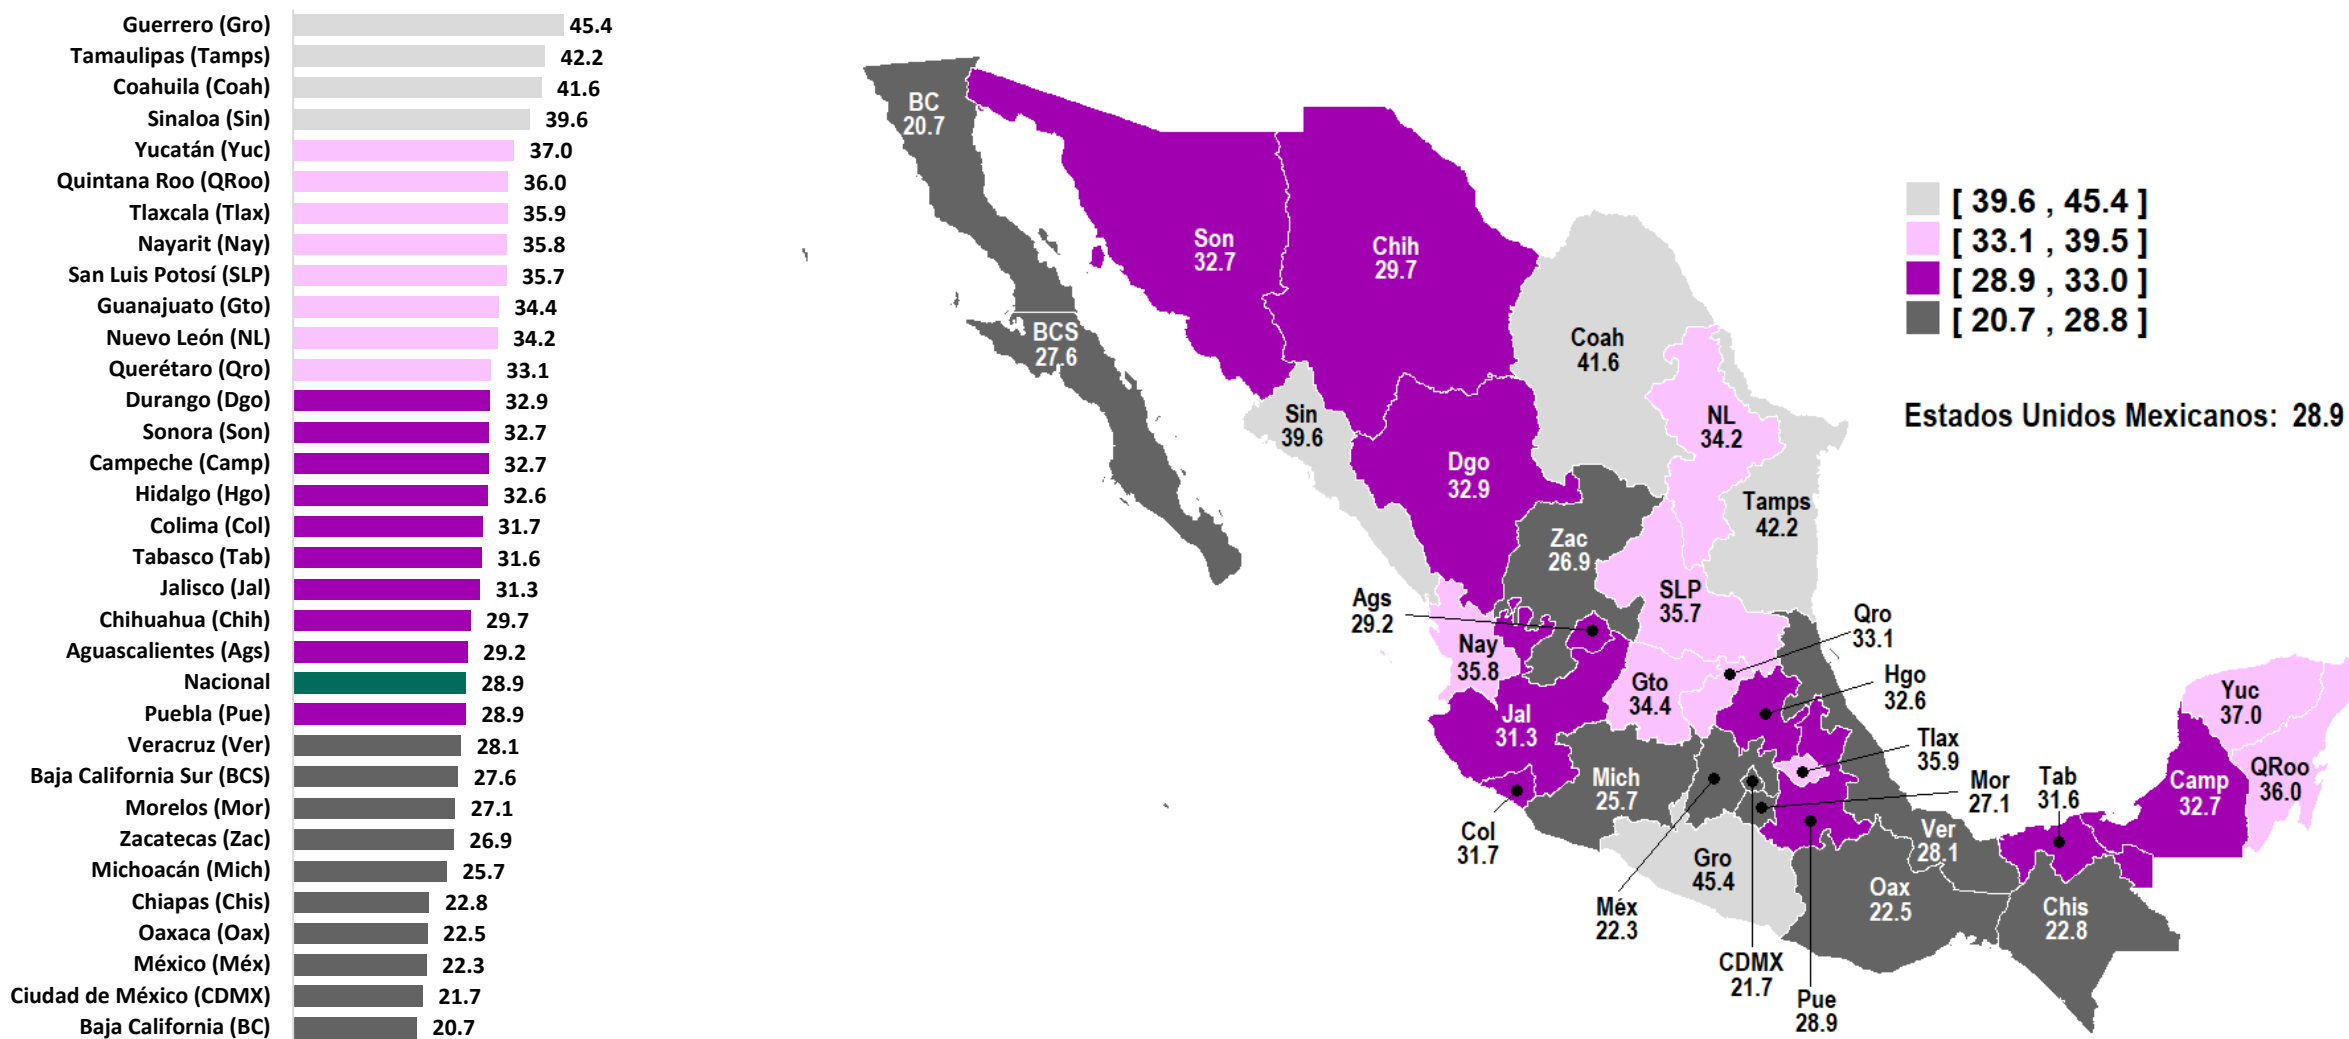 Guerrero (Gro) 45.4
Tamaulipas (Tamps) 42.2
Coahuila (Coah) 41.6
Sinaloa (Sin) 39.6
Yucatán (Yuc) 37.0
Quintana Roo (QRoo) 36.0
Tlaxcala (Tlax) 35.9
Nayarit (Nay) 35.8
San Luis Potosí (SLP) 35.7
Guanajuato (Gto) 34.4
Nuevo León (NL) 34.2
Querétaro (Qro) 33.1
Durango (Dgo) 32.9
Sonora (Son) 32.7
Campeche (Camp) 32.7
Hidalgo (Hgo) 32.6
Colima (Col) 31.7
Tabasco (Tab) 31.6
Jalisco (Jal) 31.3
Chihuahua (Chih) 29.7
Aguascalientes (Ags) 29.2
Nacional 28.9
Puebla (Pue) 28.9
Veracruz (Ver) 28.1
Baja California Sur (BCS) 27.6
Morelos (Mor) 27.1
Zacatecas (Zac) 26.9
Michoacán (Mich) 25.7
Chiapas (Chis) 22.8
Oaxaca (Oax) 22.5
México (Méx) 22.3
Ciudad de México (CDMX) 21.7
Baja California (BC) 20.7
BC
20.7
Son
32.7
Chih
29.7
BCS
27.6
Coah
41.6
Sin
39.6
NL
34.2
Dgo
32.9
Tamps
42.2
Zac
26.9
SLP
35.7
Ags
29.2
Qro
33.1
Nay
35.8
Gto
34.4
Hgo
32.6
Jal
31.3
Tlax
35.9
Mich
25.7
Mor
27.1
Tab
31.6
Yuc
37.0
Camp
32.7
QRoo
36.0
Col
31.7
Gro
45.4
Ver
28.1
Oax
22.5
Chis
22.8
Méx
22.3
CDMX
21.7
Pue
28.9
[ 39.6 , 45.4 ]
[ 33.1 , 39.5 ]
[ 28.9 , 33.0 ]
[ 20.7 , 28.8 ]
Estados Unidos Mexicanos: 28.9